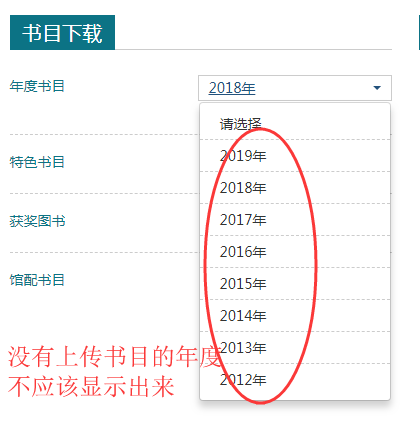 书目下载
年度书目
2018年
请选择
2019年
2018年
2017年
2016年
2015年
2014年
2013年
2012年
特色书目
获奖图书
馆配书目
没有上传书目的年度
不应该显示出来